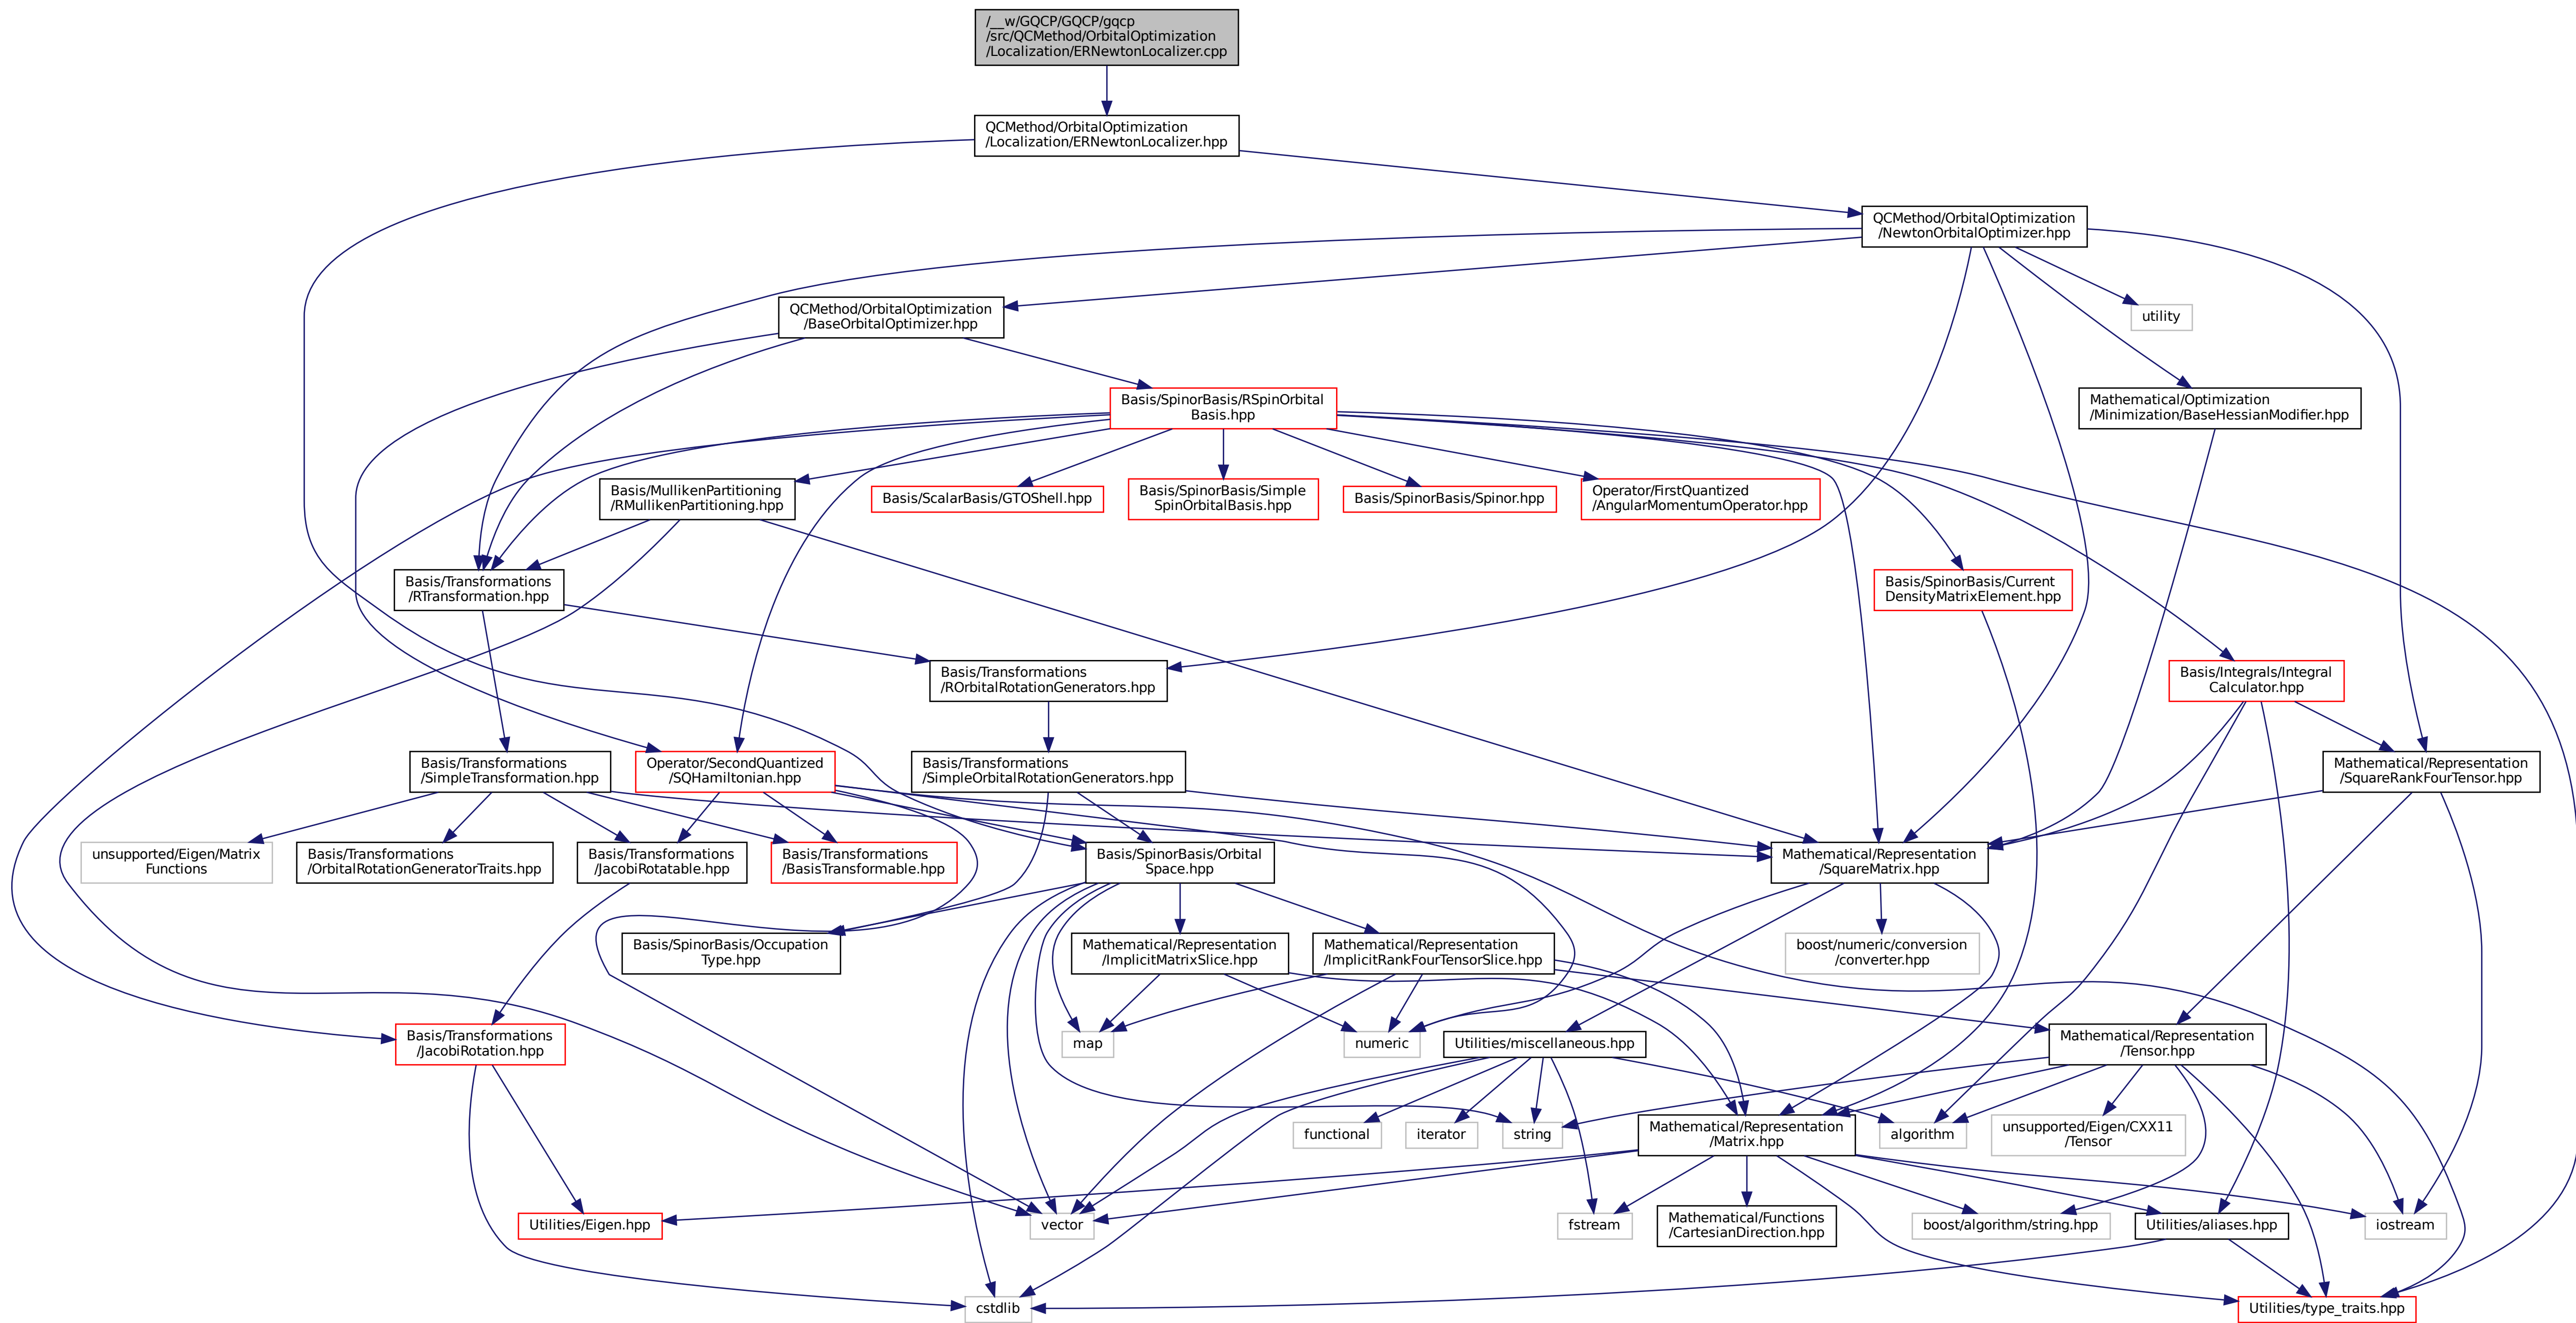 /__w/GQCP/GQCP/gqcp
/src/QCMethod/OrbitalOptimization
/Localization/ERNewtonLocalizer.cpp
QCMethod/OrbitalOptimization
/Localization/ERNewtonLocalizer.hpp
QCMethod/OrbitalOptimization
/NewtonOrbitalOptimizer.hpp
QCMethod/OrbitalOptimization
/BaseOrbitalOptimizer.hpp
utility
Basis/SpinorBasis/RSpinOrbital
Basis.hpp
Mathematical/Optimization
/Minimization/BaseHessianModifier.hpp
Basis/MullikenPartitioning
/RMullikenPartitioning.hpp
Basis/ScalarBasis/GTOShell.hpp
Basis/SpinorBasis/Simple
SpinOrbitalBasis.hpp
Basis/SpinorBasis/Spinor.hpp
Operator/FirstQuantized
/AngularMomentumOperator.hpp
Basis/Transformations
/RTransformation.hpp
Basis/SpinorBasis/Current
DensityMatrixElement.hpp
Basis/Transformations
/ROrbitalRotationGenerators.hpp
Basis/Integrals/Integral
Calculator.hpp
Basis/Transformations
/SimpleTransformation.hpp
Operator/SecondQuantized
/SQHamiltonian.hpp
Basis/Transformations
/SimpleOrbitalRotationGenerators.hpp
Mathematical/Representation
/SquareRankFourTensor.hpp
unsupported/Eigen/Matrix
Functions
Basis/Transformations
/OrbitalRotationGeneratorTraits.hpp
Basis/Transformations
/JacobiRotatable.hpp
Basis/Transformations
/BasisTransformable.hpp
Basis/SpinorBasis/Orbital
Space.hpp
Mathematical/Representation
/SquareMatrix.hpp
Basis/SpinorBasis/Occupation
Type.hpp
Mathematical/Representation
/ImplicitMatrixSlice.hpp
Mathematical/Representation
/ImplicitRankFourTensorSlice.hpp
boost/numeric/conversion
/converter.hpp
Basis/Transformations
/JacobiRotation.hpp
map
numeric
Utilities/miscellaneous.hpp
Mathematical/Representation
/Tensor.hpp
functional
iterator
string
Mathematical/Representation
/Matrix.hpp
algorithm
unsupported/Eigen/CXX11
/Tensor
Utilities/Eigen.hpp
vector
fstream
Mathematical/Functions
/CartesianDirection.hpp
boost/algorithm/string.hpp
Utilities/aliases.hpp
iostream
cstdlib
Utilities/type_traits.hpp